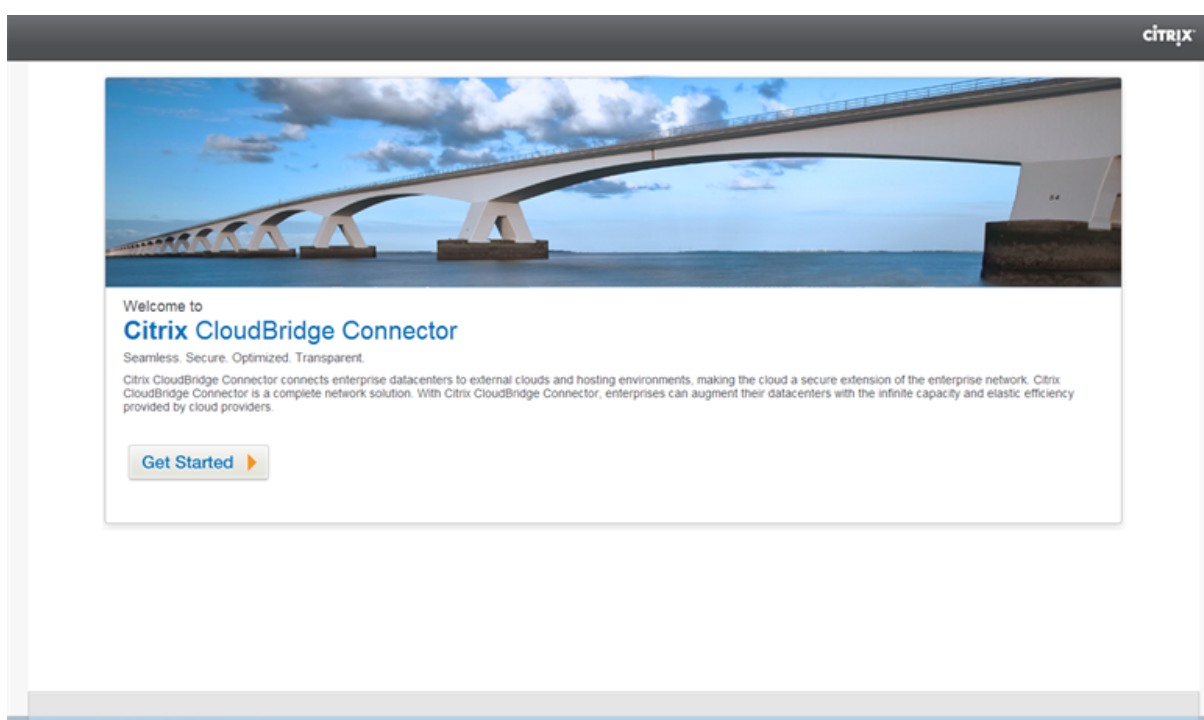 CITRIX
Welcome to
Citrix CloudBridge Connector
Seamless. Secure. Optimized. Transparent.
Citrix CloudBridge Connector connects enterprise datacenters to external clouds and hosting environments, making the cloud a secure extension of the enterprise network. Citrix
CloudBridge Connector is a complete network solution. With Citrix CloudBridge Connector, enterprises can augment their datacenters with the infinite capacity and elastic efficiency
provided by cloud providers.
Get Started